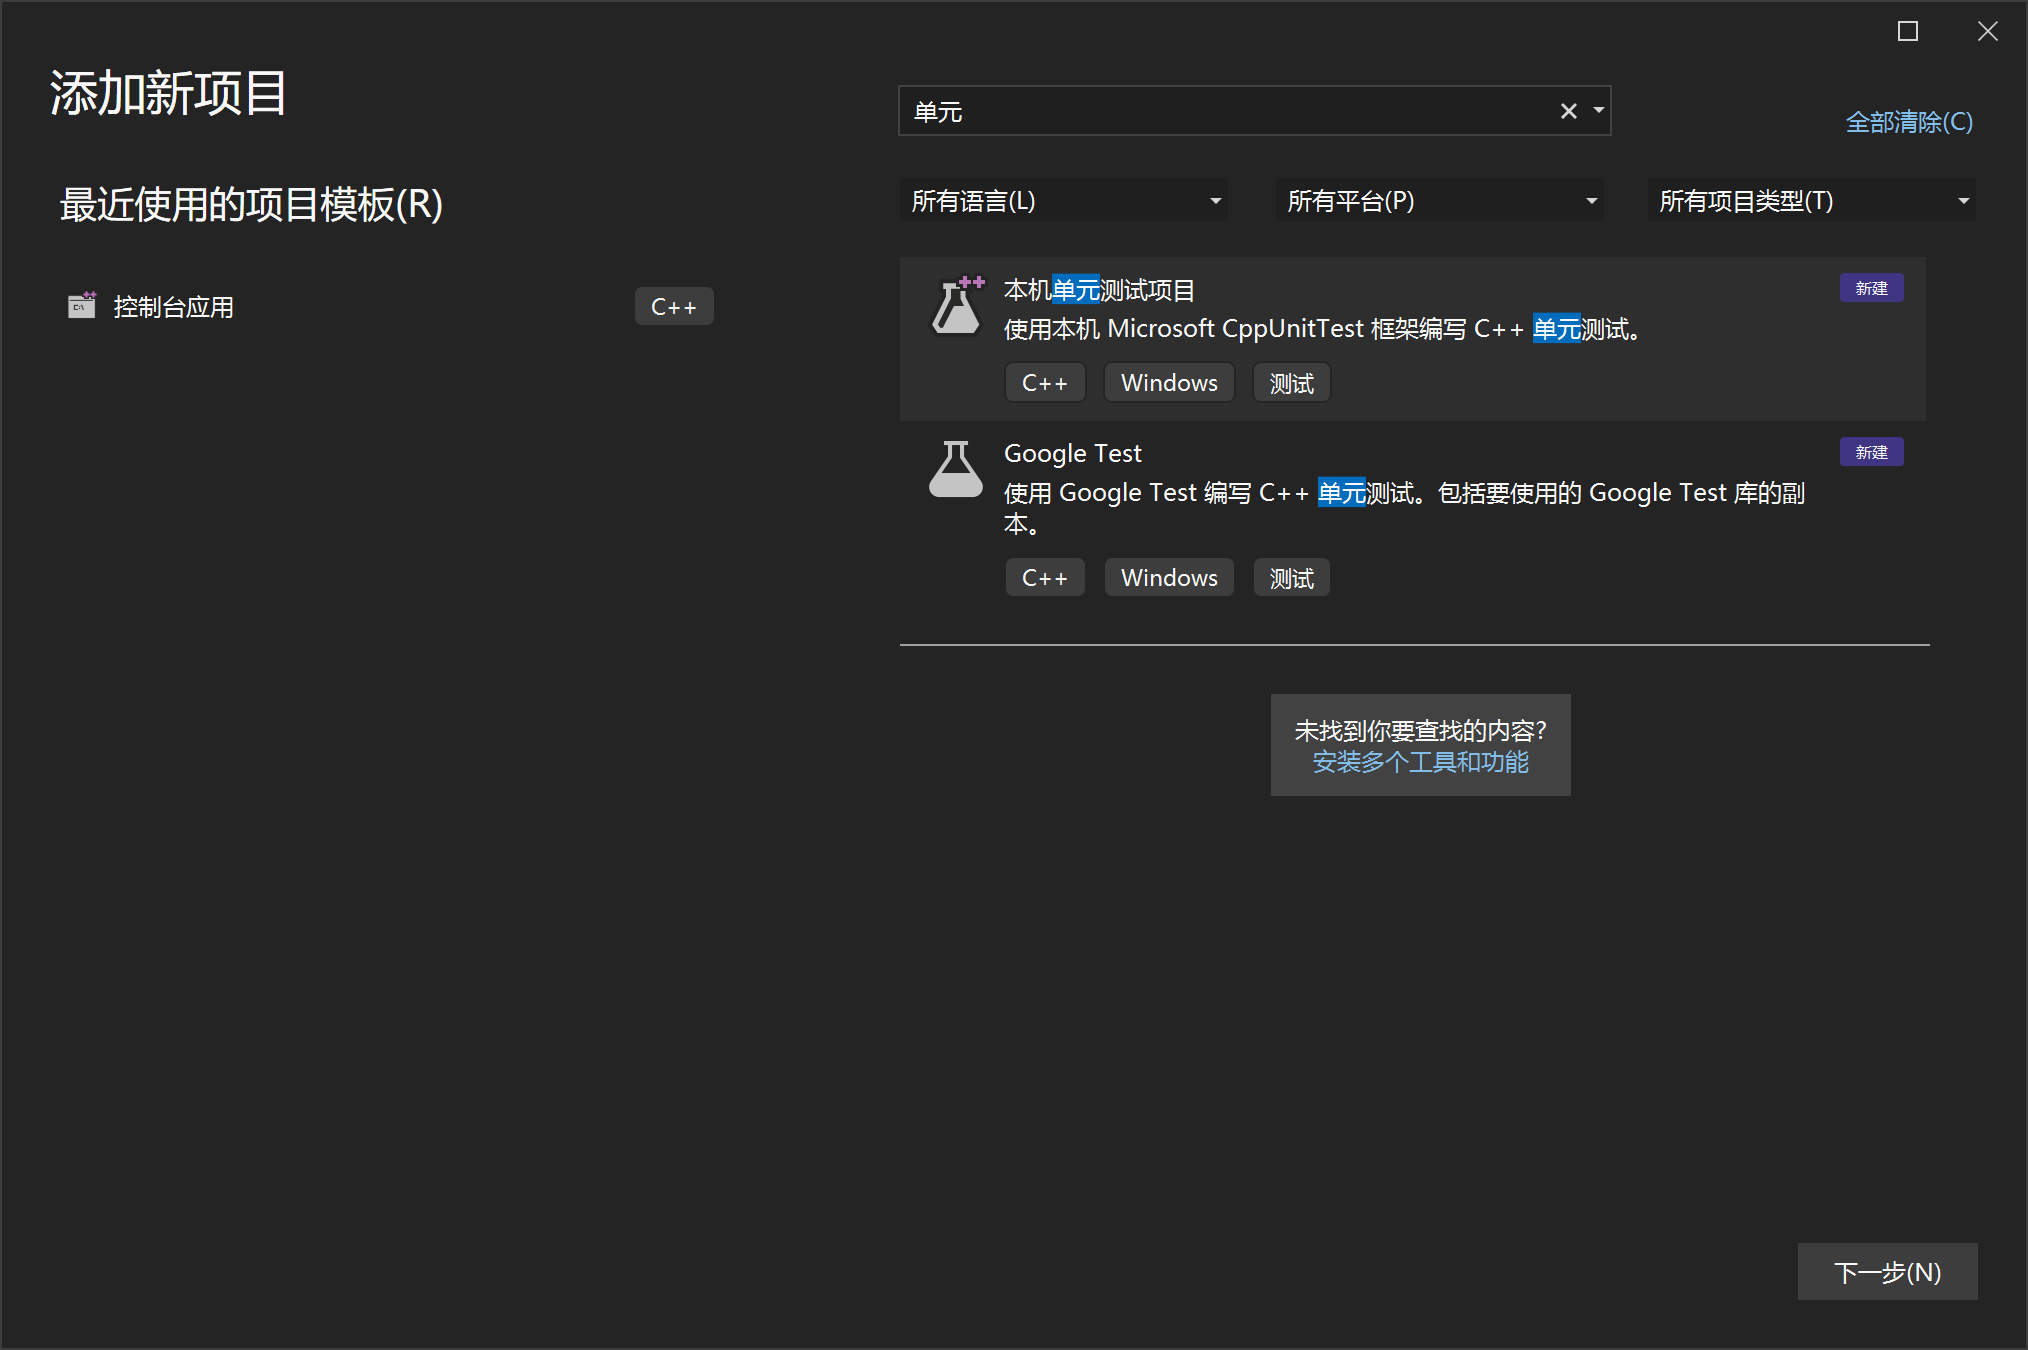 添加新项目
单元
全部清除(C)
最近使用的项目模板(R)
所有语言(L)
所有平台(P)
所有项目类型(T)
控制台应用
C++
本机单元测试项目
新建
使用本机 Microsoft CppUnitTest 框架编写 C++ 单元测试。
C++
Windows
测试
Google Test
新建
使用 Google Test 编写 C++ 单元测试。包括要使用的 Google Test 库的副
本。
C++
Windows
测试
未找到你要查找的内容?
安装多个工具和功能
下一步(N)